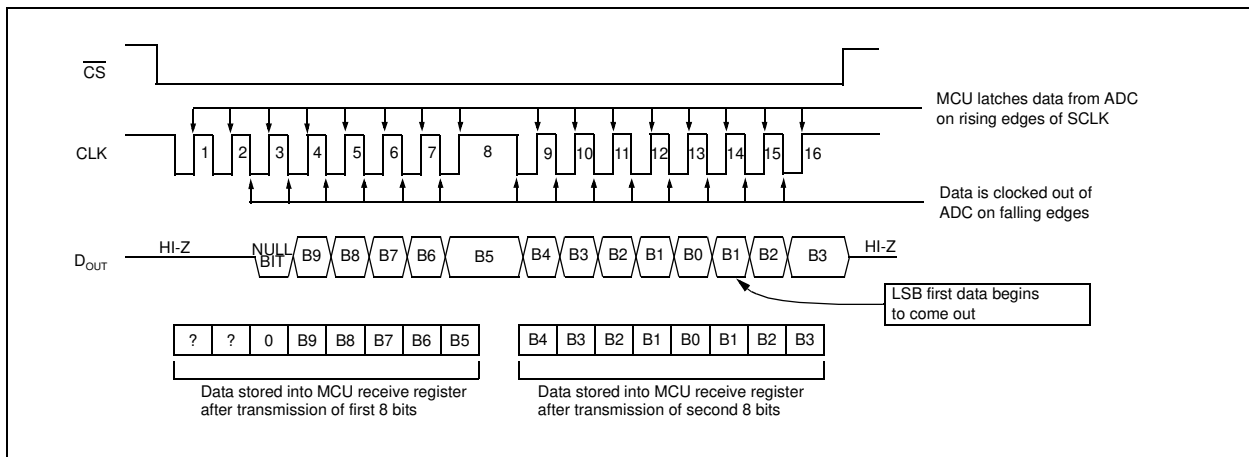 CS
MCU latches data from ADC
on rising edges of SCLK
CLK
1 2 3 4 5 6 7 8 9 10 11 12 13 14 15 16
Data is clocked out of
ADC on falling edges
DOUT
HI-Z
NULL
BIT
B9 B8 B7 B6 B5 B4 B3 B2 B1 B0 B1 B2 B3
HI-Z
LSB first data begins
to come out
? ? 0 B9 B8 B7 B6 B5
B4 B3 B2 B1 B0 B1 B2 B3
Data stored into MCU receive register
after transmission of first 8 bits
Data stored into MCU receive register
after transmission of second 8 bits